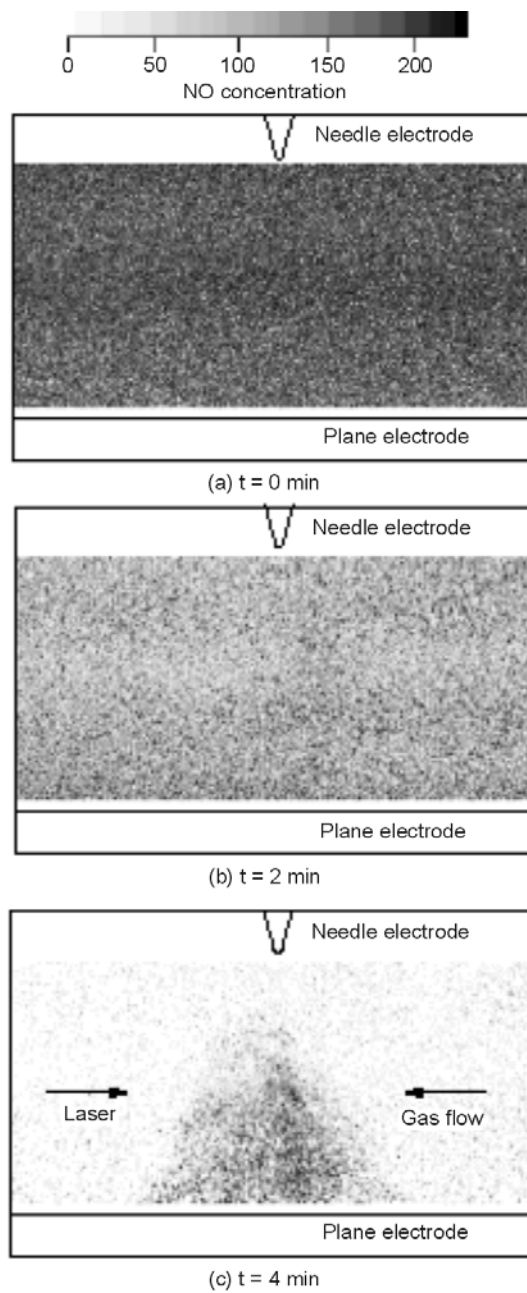 0 50 100 150 200
NO concentration
Needle electrode
Plane electrode
(a) t = 0 min
Needle electrode
Plane electrode
(b) t = 2 min
Needle electrode
Laser
Gas flow
Plane electrode
(c) t = 4 min